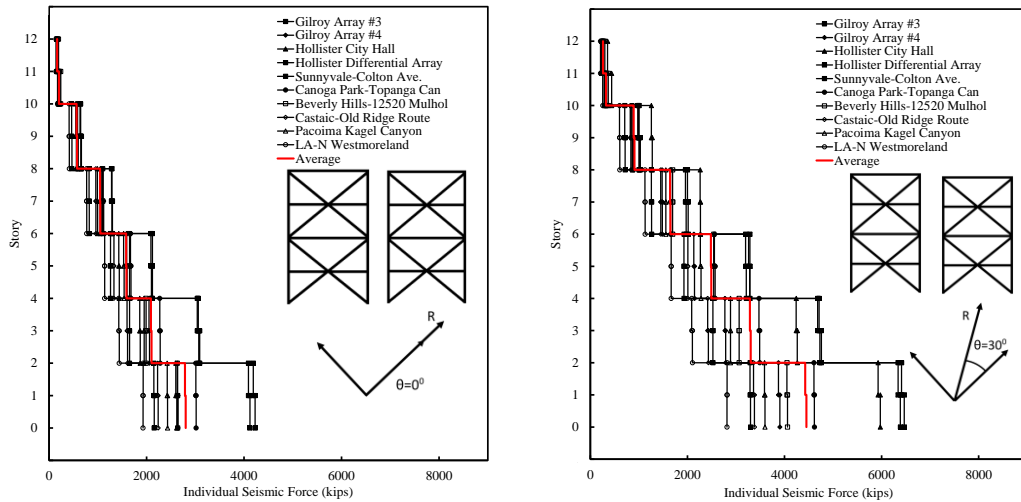 12
11
10
9
8
7
6
5
4
3
2
1
0
Story
0
2000
4000
6000
8000
Individual Seismic Force (kips)
Gilroy Array #3
Gilroy Array #4
Hollister City Hall
Hollister Differential Array
Sunnyvale-Colton Ave.
Canoga Park-Topanga Can
Beverly Hills-12520 Mulhol
Castaic-Old Ridge Route
Pacoima Kagel Canyon
LA-N Westmoreland
Average
R
θ=0⁰
12
11
10
9
8
7
6
5
4
3
2
1
0
Story
0
2000
4000
6000
8000
Individual Seismic Force (kips)
Gilroy Array #3
Gilroy Array #4
Hollister City Hall
Hollister Differential Array
Sunnyvale-Colton Ave.
Canoga Park-Topanga Can
Beverly Hills-12520 Mulhol
Castaic-Old Ridge Route
Pacoima Kagel Canyon
LA-N Westmoreland
Average
R
θ=30⁰